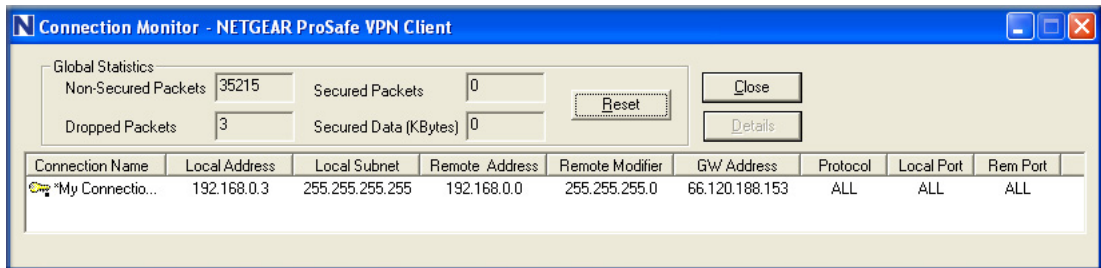 Connection Monitor - NETGEAR ProSafe VPN Client
Global Statistics
Non-Secured Packets 35215 Secured Packets 0
Reset
Close
Dropped Packets 3 Secured Data (KBytes) 0
Details
Connection Name Local Address Local Subnet Remote Address Remote Modifier GW Address Protocol Local Port Rem Port
*My Connectio... 192.168.0.3 255.255.255.255 192.168.0.0 255.255.255.0 66.120.188.153 ALL ALL ALL